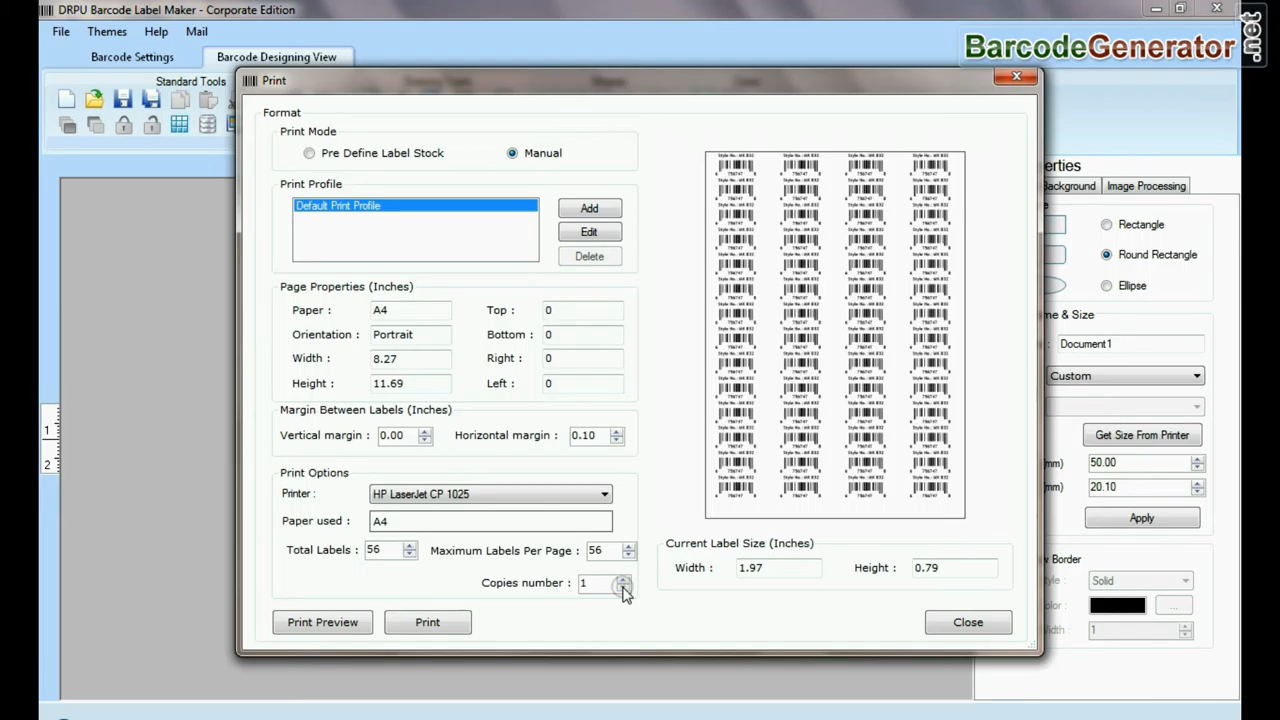 DRPU Barcode Label Maker - Corporate Edition
File Themes Help Mail
BarcodeGenerator.net
Barcode Settings Barcode Designing View
Standard Tools
Print
Format
Print Mode
Pre Define Label Stock Manual
Print Profile
Default Print Profile
Add
Edit
Delete
Page Properties (Inches)
Paper : A4 Top : 0
Orientation : Portrait Bottom : 0
Width : 8.27 Right : 0
Height : 11.69 Left : 0
Margin Between Labels (Inches)
Vertical margin : 0.00 Horizontal margin : 0.10
Print Options
Printer : HP LaserJet CP 1025
Paper used : A4
Total Labels : 56 Maximum Labels Per Page : 56
Copies number : 1
Print Preview Print
Current Label Size (Inches)
Width : 1.97 Height : 0.79
Close
Background Image Processing
Rectangle
Round Rectangle
Ellipse
Document1
Custom
Get Size From Printer
50.00
20.10
Apply
Border
Solid
...
1
1
2